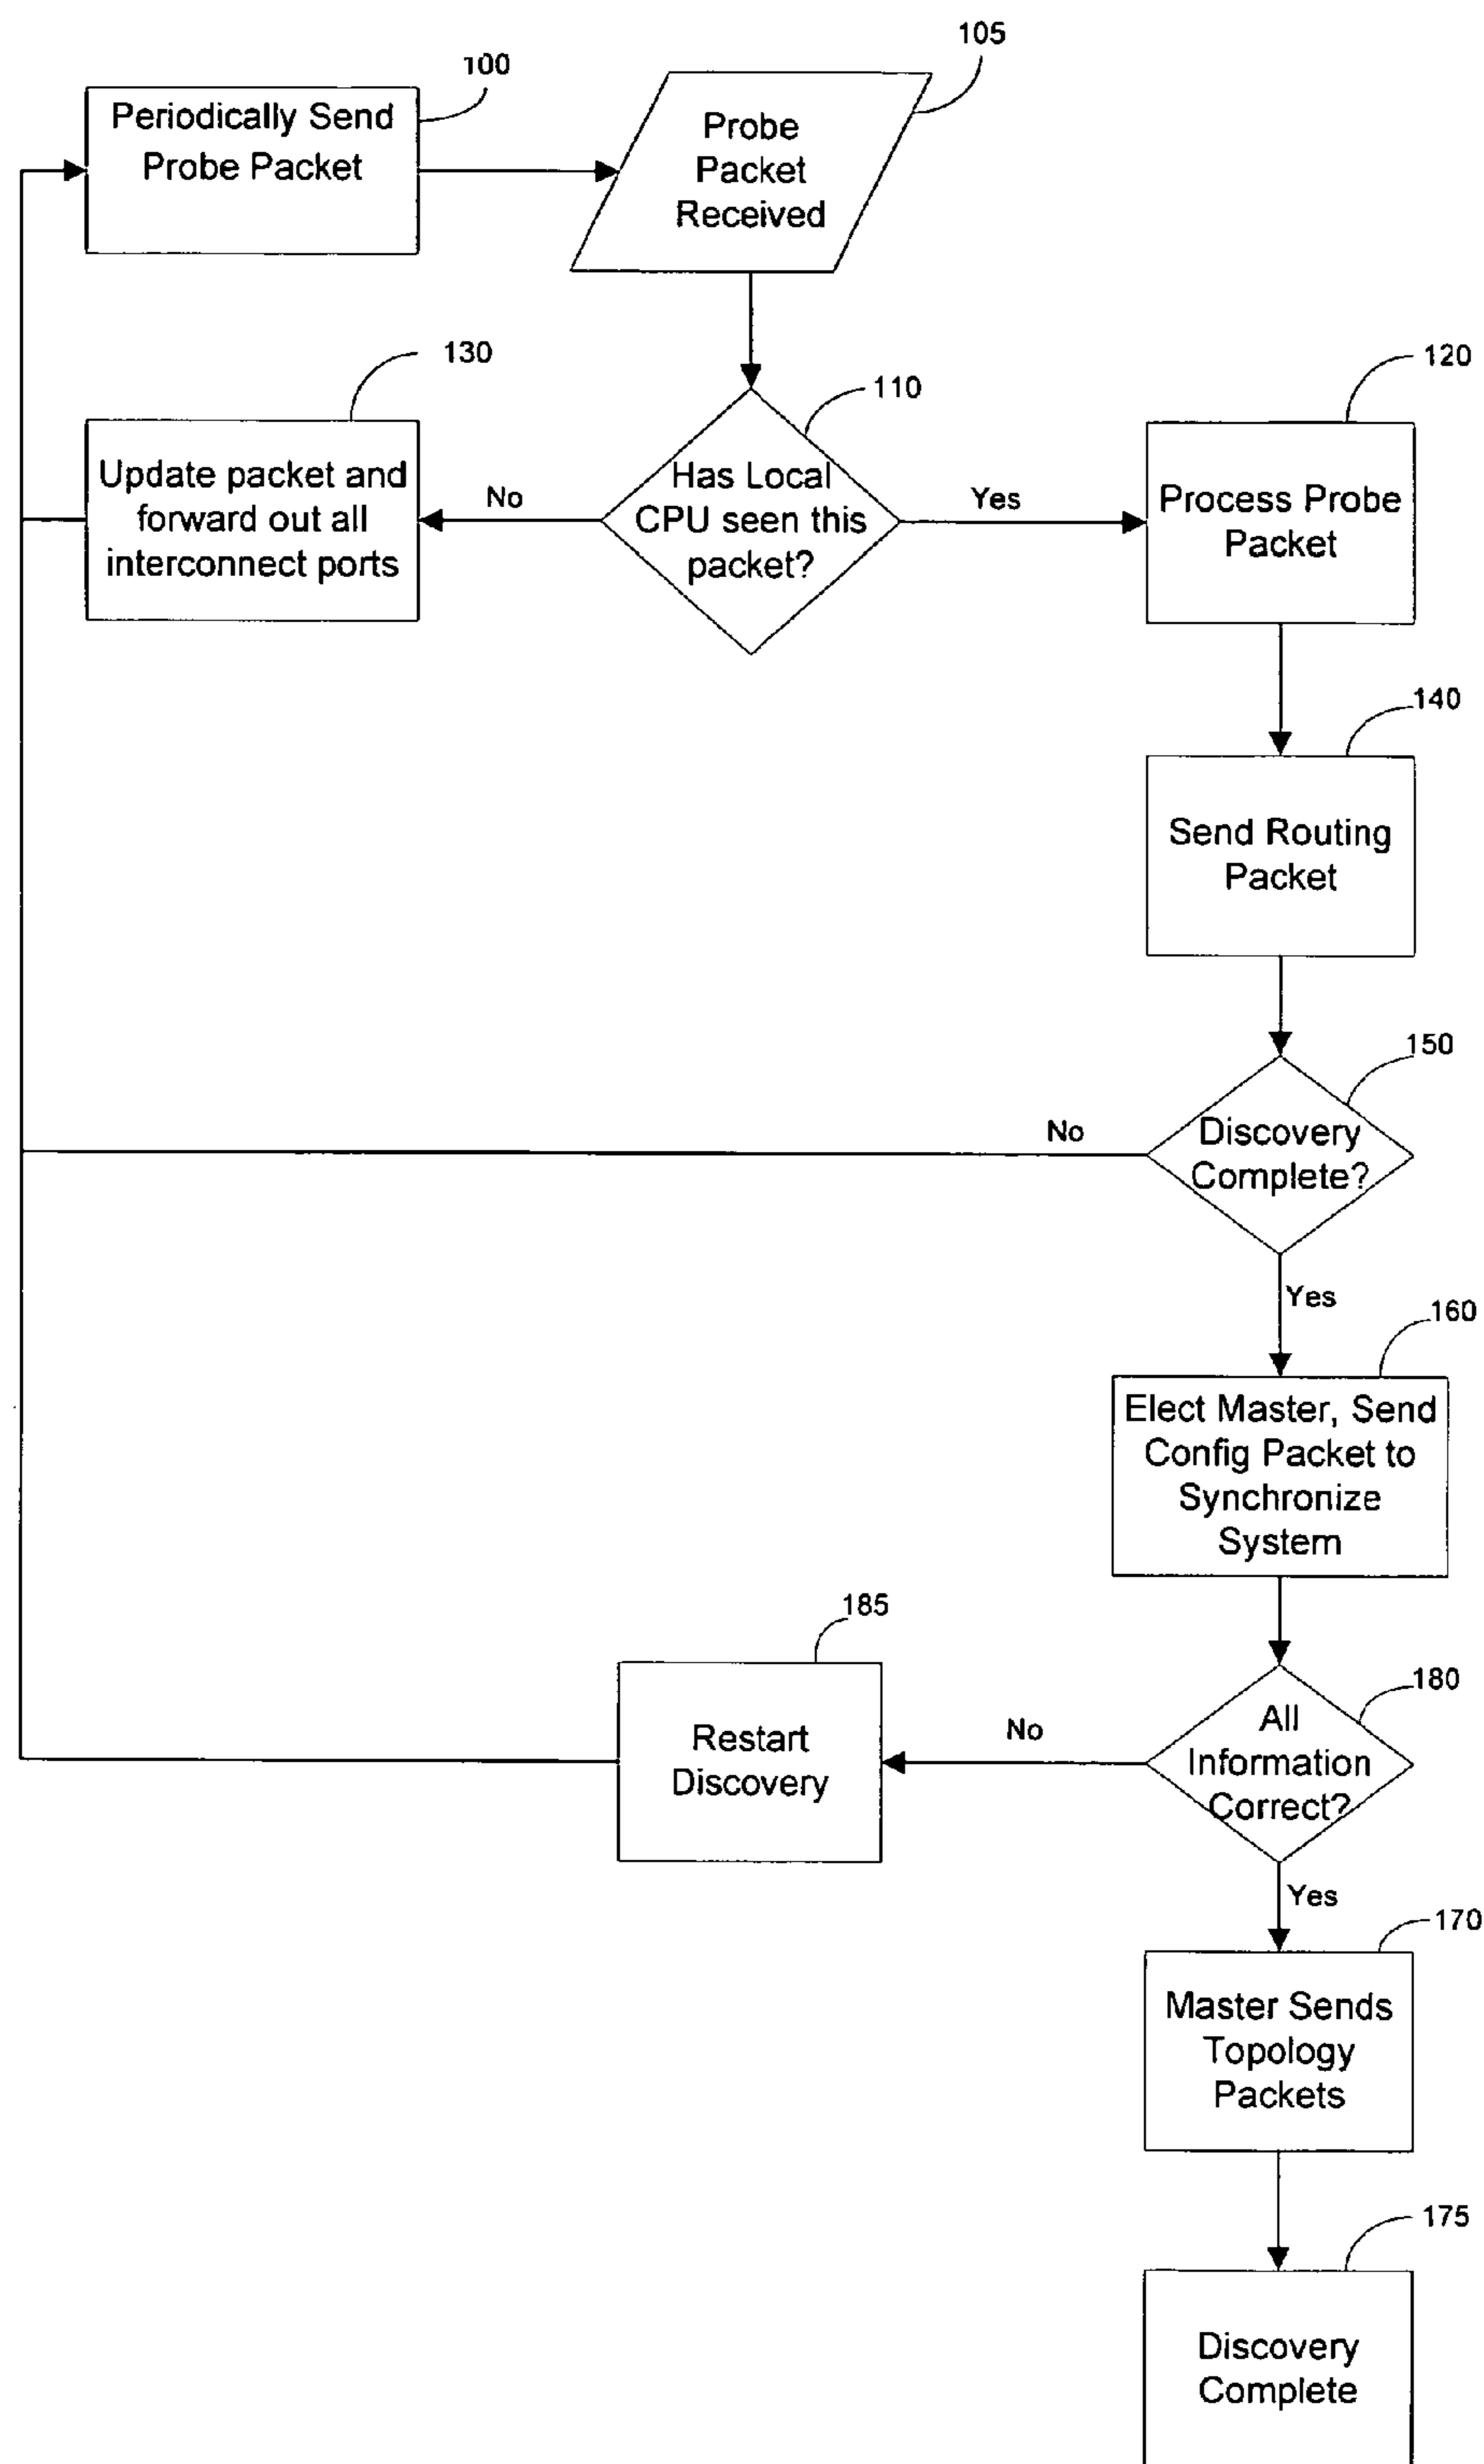 105
100
Periodically Send
Probe Packet
Probe
Packet
Received
130
120
110
Update packet and
forward out all
interconnect ports
No
Has Local
CPU seen this
packet?
Yes
Process Probe
Packet
140
Send Routing
Packet
150
No
Discovery
Complete?
Yes
160
Elect Master, Send
Config Packet to
Synchronize
System
185
180
Restart
Discovery
No
All
Information
Correct?
Yes
170
Master Sends
Topology
Packets
175
Discovery
Complete